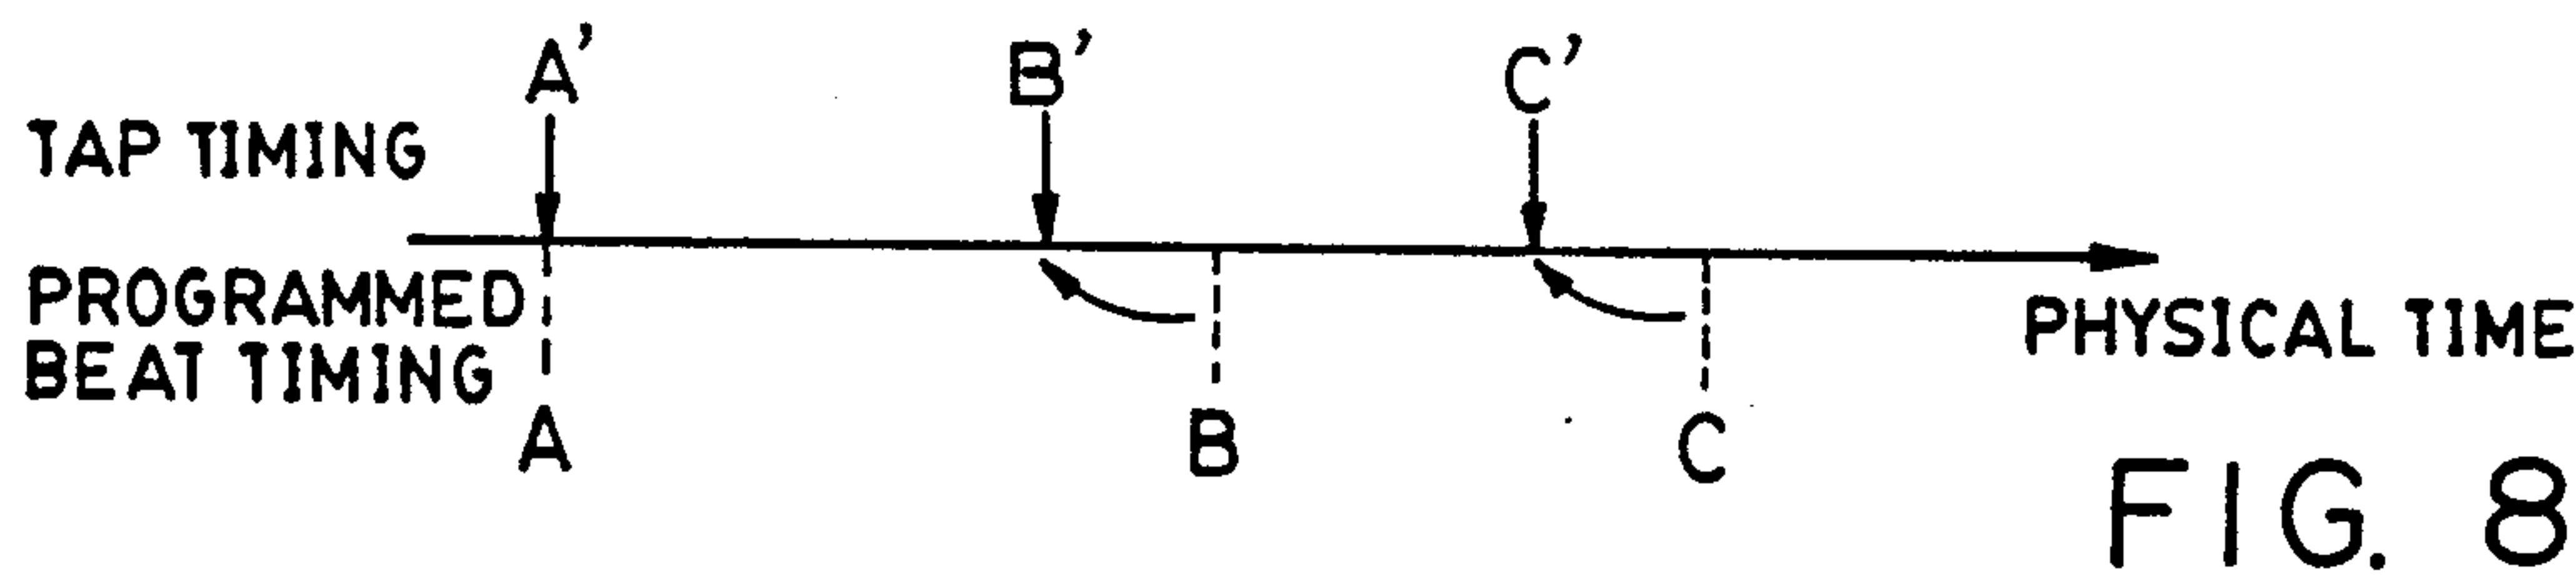 A' B' C'
TAP TIMING
PROGRAMMED
BEAT TIMING
PHYSICAL TIME
A B C
FIG. 8